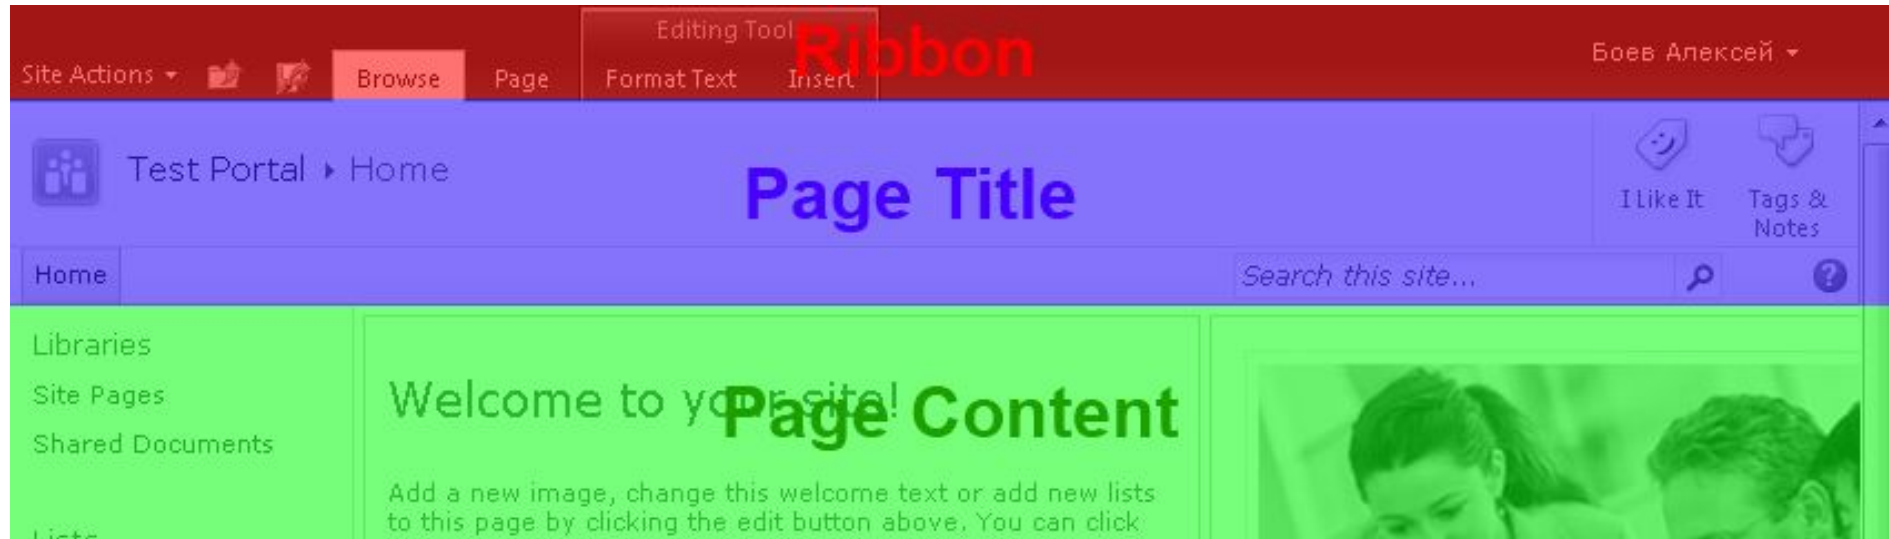 Editing Tool
Ribbon
Боев Алексей
Site Actions
Browse
Page
Format Text
Insert
Test Portal ▸ Home
Page Title
I Like It
Tags &
Notes
Home
Search this site...
Libraries
Site Pages
Shared Documents
Lists
Welcome to your site!
Page Content
Add a new image, change this welcome text or add new lists
to this page by clicking the edit button above. You can click